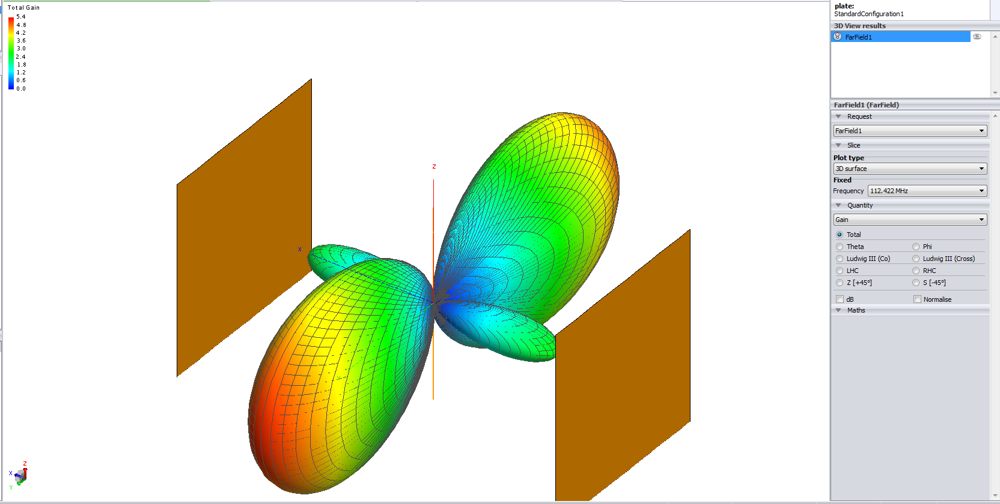 Total Gain
5.4
4.8
4.2
3.6
3.0
2.4
1.8
1.2
0.6
0.0
Z
X
Y
Z
X
Y
plate:
StandardConfiguration1
3D View results
FarField1
FarField1 (FarField)
Request
FarField1
Slice
Plot type
3D surface
Fixed
Frequency 112.422 MHz
Quantity
Gain
Total
Theta Phi
Ludwig III (Co) Ludwig III (Cross)
LHC RHC
Z [+45º] S [-45º]
dB Normalise
Maths